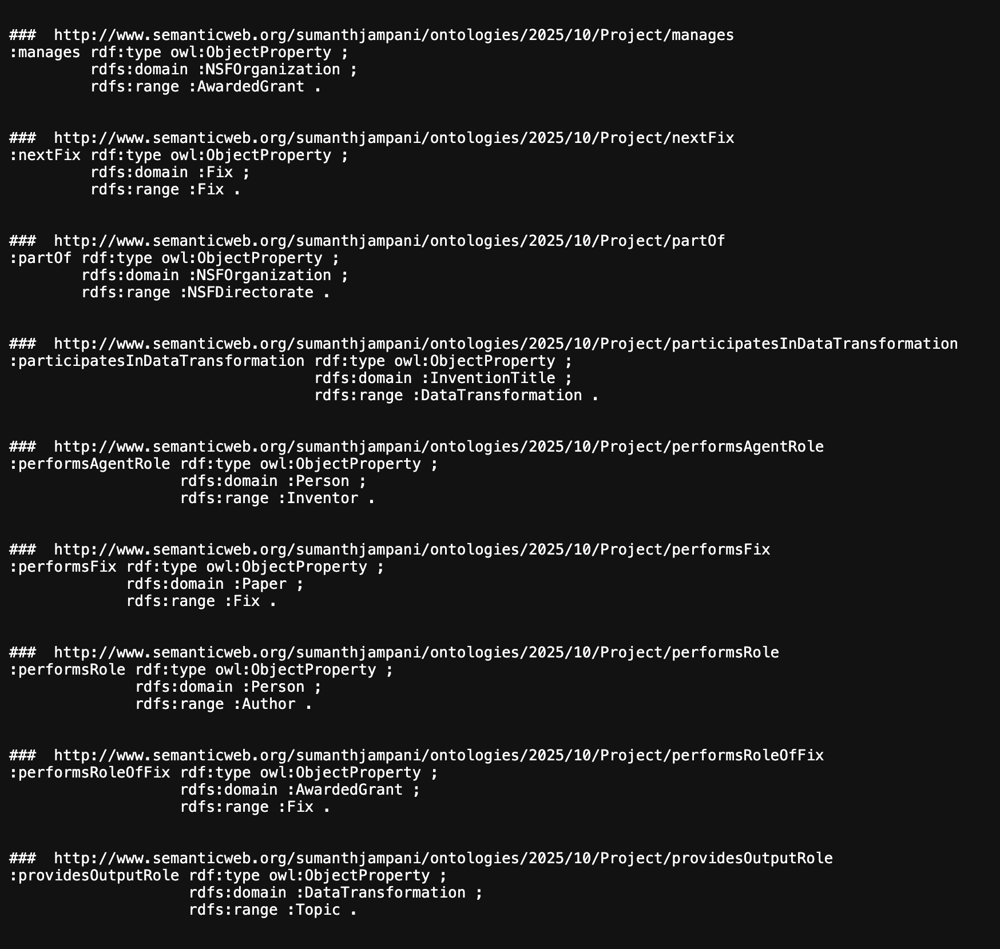 ###  http://www.semanticweb.org/sumanthjampani/ontologies/2025/10/Project/manages
:manages rdf:type owl:ObjectProperty ;
         rdfs:domain :NSFOrganization ;
         rdfs:range :AwardedGrant .
###  http://www.semanticweb.org/sumanthjampani/ontologies/2025/10/Project/nextFix
:nextFix rdf:type owl:ObjectProperty ;
         rdfs:domain :Fix ;
         rdfs:range :Fix .
###  http://www.semanticweb.org/sumanthjampani/ontologies/2025/10/Project/partOf
:partOf rdf:type owl:ObjectProperty ;
        rdfs:domain :NSFOrganization ;
        rdfs:range :NSFDirectorate .
###  http://www.semanticweb.org/sumanthjampani/ontologies/2025/10/Project/participatesInDataTransformation
:participatesInDataTransformation rdf:type owl:ObjectProperty ;
                                  rdfs:domain :InventionTitle ;
                                  rdfs:range :DataTransformation .
###  http://www.semanticweb.org/sumanthjampani/ontologies/2025/10/Project/performsAgentRole
:performsAgentRole rdf:type owl:ObjectProperty ;
                   rdfs:domain :Person ;
                   rdfs:range :Inventor .
###  http://www.semanticweb.org/sumanthjampani/ontologies/2025/10/Project/performsFix
:performsFix rdf:type owl:ObjectProperty ;
             rdfs:domain :Paper ;
             rdfs:range :Fix .
###  http://www.semanticweb.org/sumanthjampani/ontologies/2025/10/Project/performsRole
:performsRole rdf:type owl:ObjectProperty ;
              rdfs:domain :Person ;
              rdfs:range :Author .
###  http://www.semanticweb.org/sumanthjampani/ontologies/2025/10/Project/performsRoleOfFix
:performsRoleOfFix rdf:type owl:ObjectProperty ;
                   rdfs:domain :AwardedGrant ;
                   rdfs:range :Fix .
###  http://www.semanticweb.org/sumanthjampani/ontologies/2025/10/Project/providesOutputRole
:providesOutputRole rdf:type owl:ObjectProperty ;
                    rdfs:domain :DataTransformation ;
                    rdfs:range :Topic .